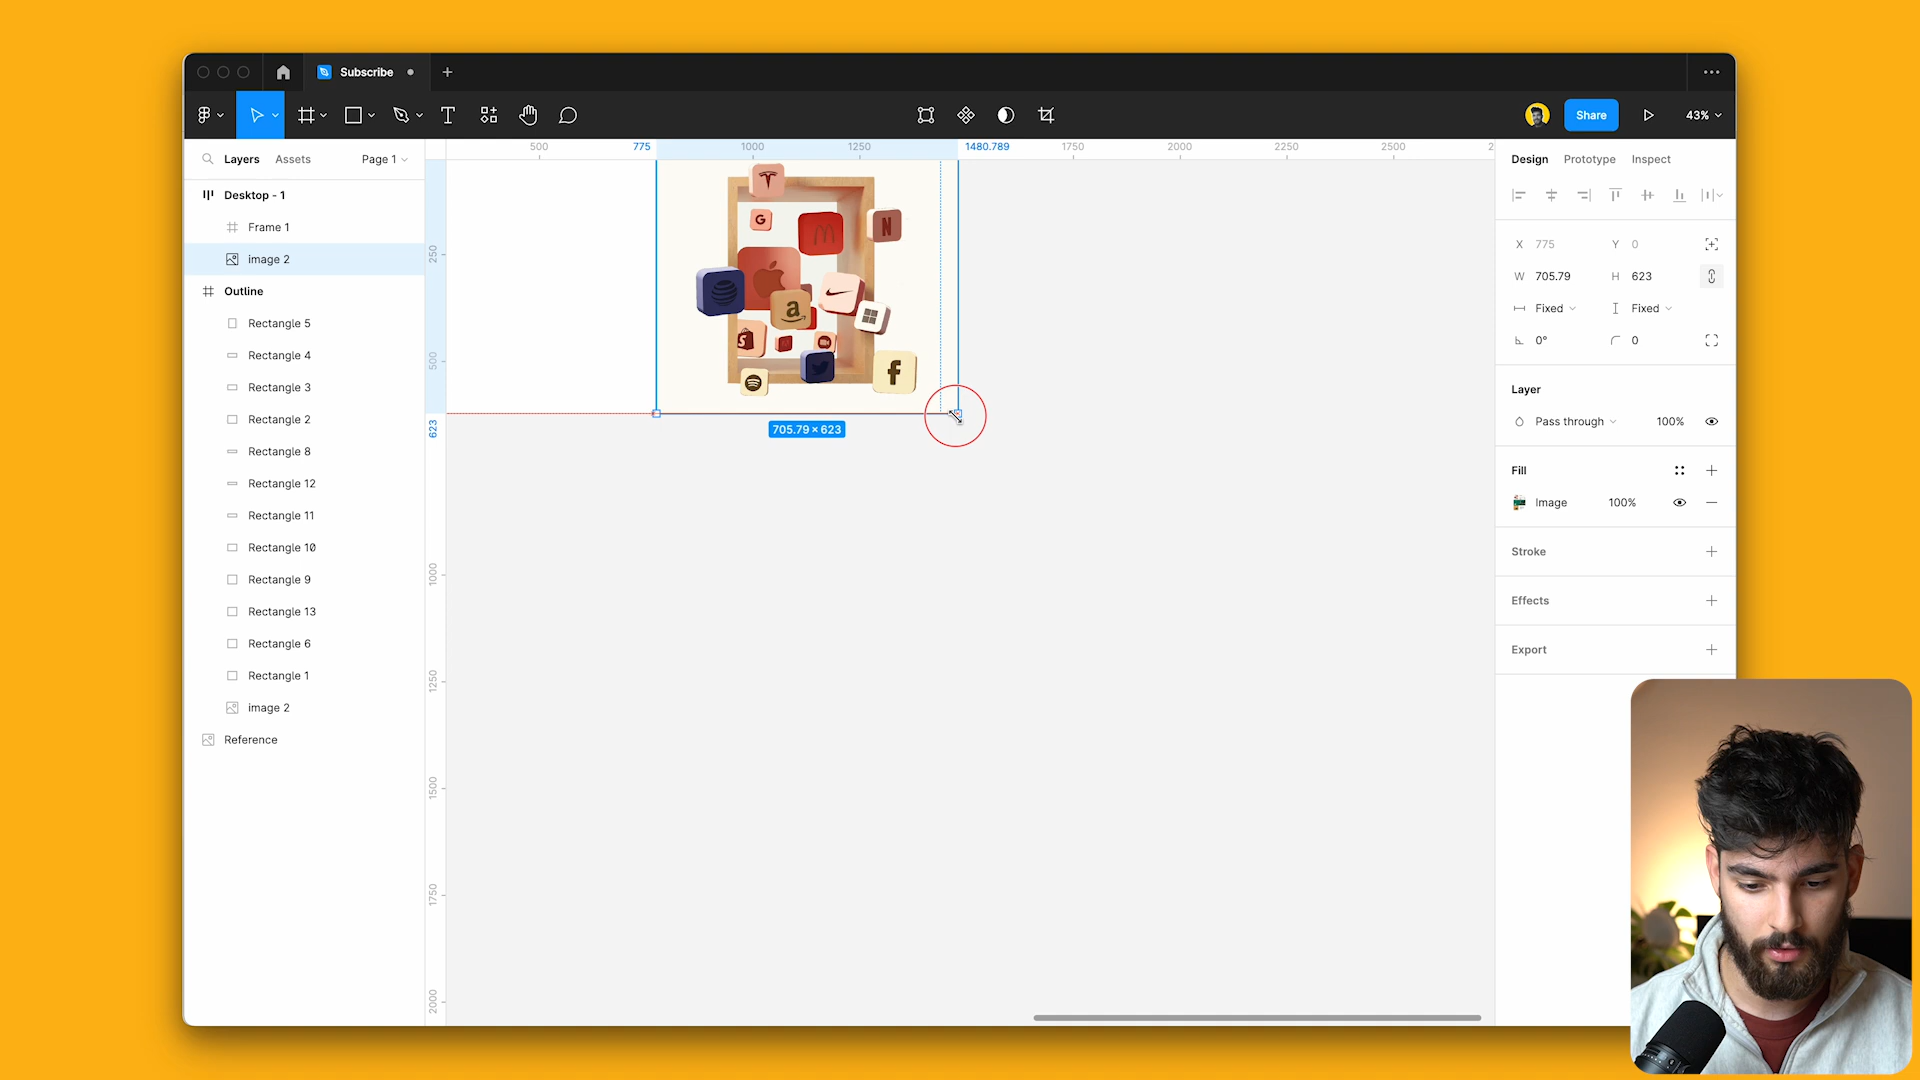 Subscribe
Share
43%
Layers
Assets
Page 1
500
775
1000
1250
1480.789
1750
2000
2250
2500
2
Design
Prototype
Inspect
Desktop - 1
Frame 1
image 2
Outline
Rectangle 5
Rectangle 4
Rectangle 3
Rectangle 2
Rectangle 8
Rectangle 12
Rectangle 11
Rectangle 10
Rectangle 9
Rectangle 13
Rectangle 6
Rectangle 1
image 2
Reference
250
500
623
1000
1250
1500
1750
2000
T
G
N
a
f
705.79 × 623
X 775
Y 0
W 705.79
H 623
Fixed
Fixed
0°
0
Layer
Pass through
100%
Fill
Image
100%
Stroke
Effects
Export